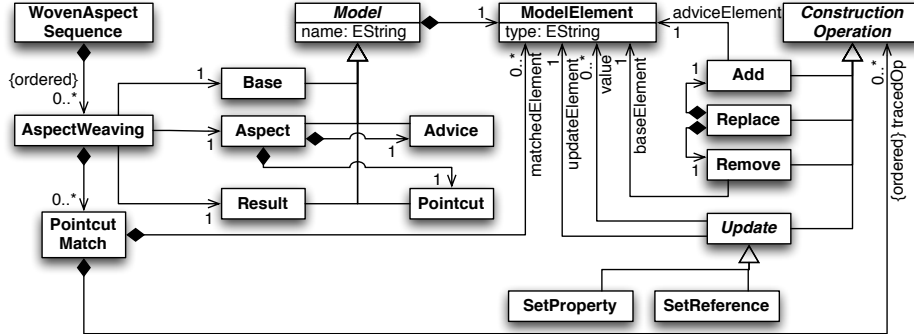 WovenAspect
Sequence
Model
name: EString
1
ModelElement
type: EString
adviceElement
1
Construction
Operation
{ordered}
0..*
1
Base
0..*
matchedElement
1
updateElement
0..*
value
1
baseElement
1
Add
0..*
{ordered} tracedOp
AspectWeaving
1
Aspect
1
Advice
Replace
1
Remove
0..*
1
Result
1
Pointcut
Pointcut
Match
Update
SetProperty
SetReference